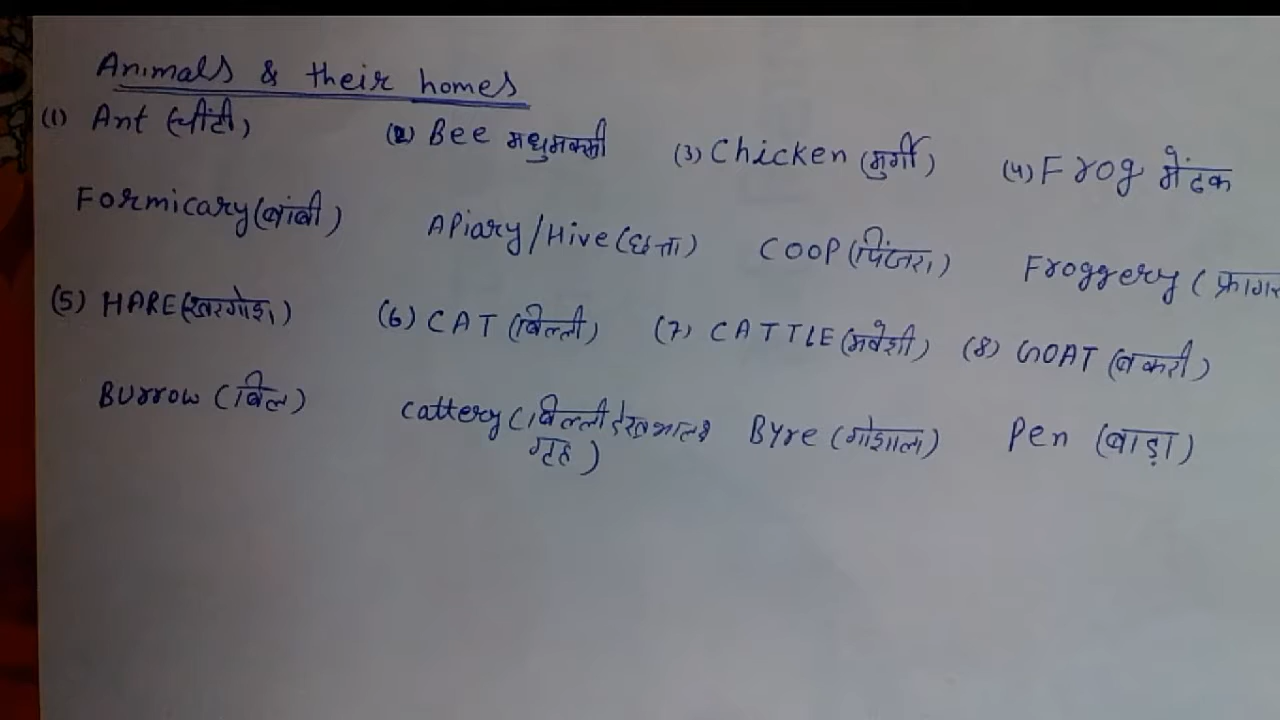 Animals & their homes
(1) Ant (चींटी) (2) Bee मधुमक्खी (3) Chicken (मुर्गी) (4) Frog मेंढक
Formicary (बांबी) Apiary/Hive (छत्ता) COOP (पिंजरा) Froggery (
(5) HARE (खरगोश) (6) CAT (बिल्ली) (7) CATTLE (मवेशी) (8) GOAT (बकरी)
Burrow (बिल) Cattery (बिल्ली देखभाल Byre (गोशाला) Pen (बाड़ा)
गृह)